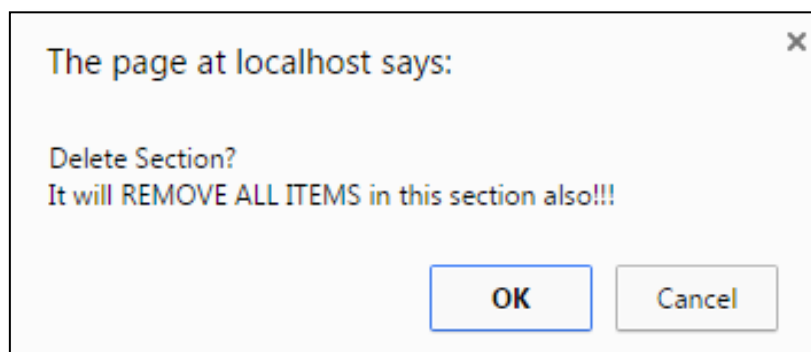 The page at localhost says:
Delete Section?
It will REMOVE ALL ITEMS in this section also!!!
OK
Cancel